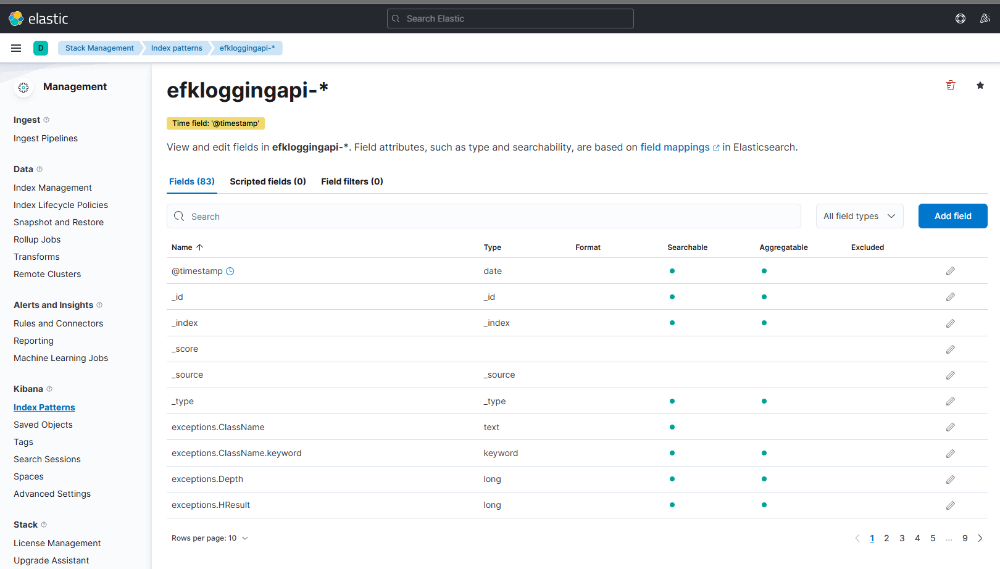 elastic
Search Elastic
D
Stack Management
Index patterns
efkloggingapi-*
Management
Ingest
Ingest Pipelines
Data
Index Management
Index Lifecycle Policies
Snapshot and Restore
Rollup Jobs
Transforms
Remote Clusters
Alerts and Insights
Rules and Connectors
Reporting
Machine Learning Jobs
Kibana
Index Patterns
Saved Objects
Tags
Search Sessions
Spaces
Advanced Settings
Stack
License Management
Upgrade Assistant
efkloggingapi-*
Time field: '@timestamp'
View and edit fields in efkloggingapi-*. Field attributes, such as type and searchability, are based on field mappings in Elasticsearch.
Fields (83) Scripted fields (0) Field filters (0)
Search
All field types
Add field
Name Type Format Searchable Aggregatable Excluded
@timestamp date
_id _id
_index _index
_score
_source _source
_type _type
exceptions.ClassName text
exceptions.ClassName.keyword keyword
exceptions.Depth long
exceptions.HResult long
Rows per page: 10
1 2 3 4 5 ... 9